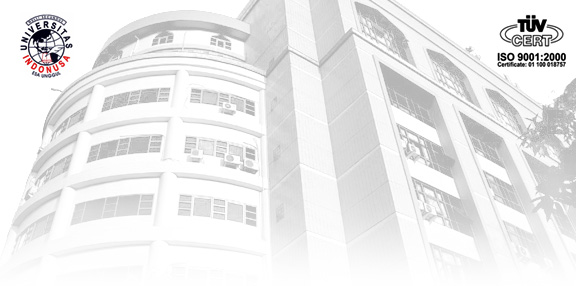 UNIVERSITAS
INDONUSA
ESA UNGGUL
TÜV
CERT
ISO 9001:2000
Certificate: 01 100 018757